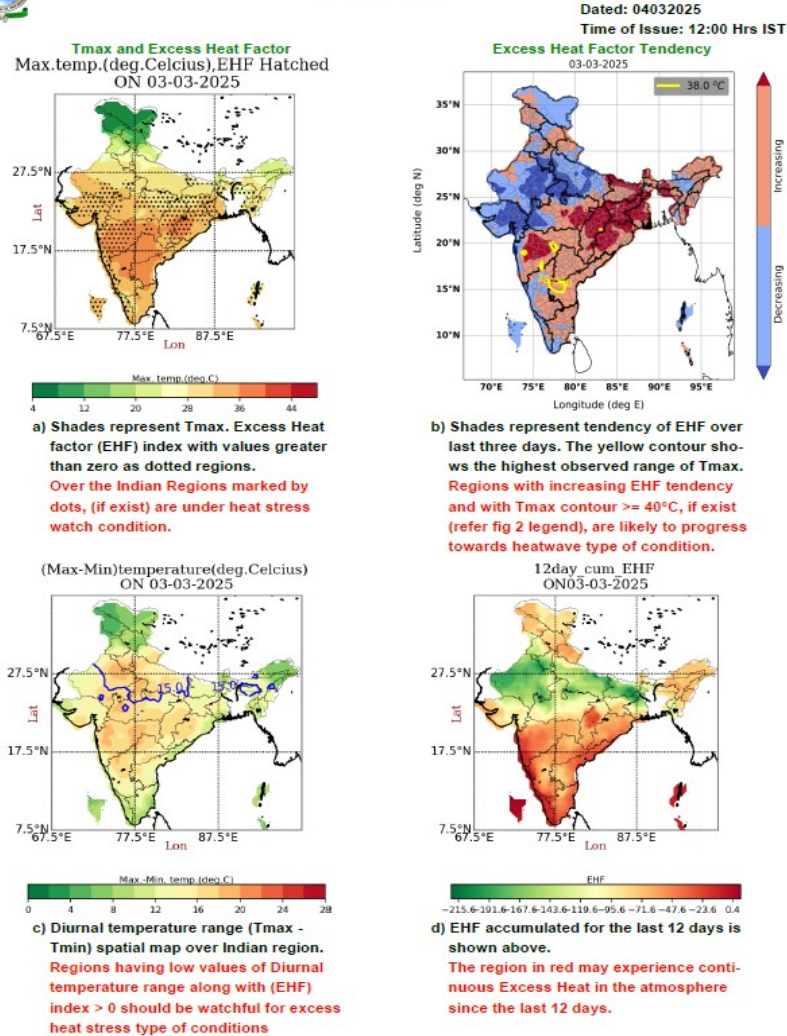 Dated: 04032025
Time of Issue: 12:00 Hrs IST
Tmax and Excess Heat Factor
Max.temp.(deg.Celcius),EHF Hatched
ON 03-03-2025
27.5°N
17.5°N
7.5°N
Lat
67.5°E 77.5°E 87.5°E
Lon
Max. temp.(deg.C)
4 12 20 28 36 44
a) Shades represent Tmax. Excess Heat
factor (EHF) index with values greater
than zero as dotted regions.
Over the Indian Regions marked by
dots, (if exist) are under heat stress
watch condition.
Excess Heat Factor Tendency
03-03-2025
38.0 °C
35°N
30°N
25°N
20°N
15°N
10°N
Latitude (deg N)
70°E 75°E 80°E 85°E 90°E 95°E
Longitude (deg E)
Increasing
Decreasing
b) Shades represent tendency of EHF over
last three days. The yellow contour sho-
ws the highest observed range of Tmax.
Regions with increasing EHF tendency
and with Tmax contour >= 40°C, if exist
(refer fig 2 legend), are likely to progress
towards heatwave type of condition.
(Max-Min)temperature(deg.Celcius)
ON 03-03-2025
27.5°N
17.5°N
7.5°N
Lat
15.0 15.0
67.5°E 77.5°E 87.5°E
Lon
Max.-Min. temp.(deg.C)
0 4 8 12 16 20 24 28
c) Diurnal temperature range (Tmax -
Tmin) spatial map over Indian region.
Regions having low values of Diurnal
temperature range along with (EHF)
index > 0 should be watchful for excess
heat stress type of conditions
12day_cum_EHF
ON03-03-2025
27.5°N
17.5°N
7.5°N
Lat
67.5°E 77.5°E 87.5°E
Lon
EHF
−215.6−191.6−167.6−143.6−119.6−95.6 −71.6 −47.6 −23.6 0.4
d) EHF accumulated for the last 12 days is
shown above.
The region in red may experience conti-
nuous Excess Heat in the atmosphere
since the last 12 days.